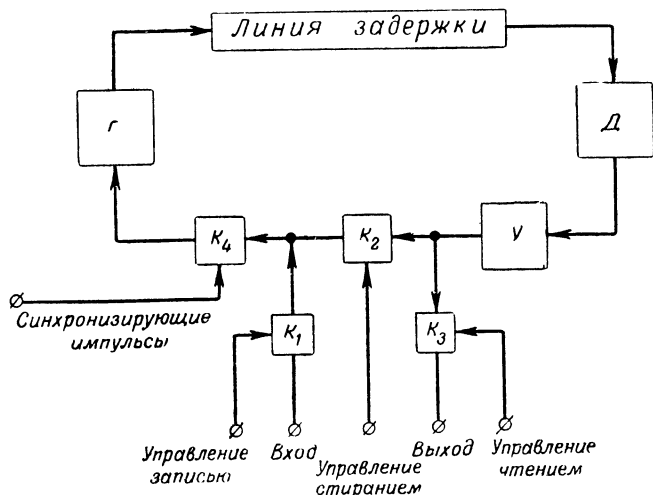 Линия задержки
Г
Д
К4
К2
У
Синхронизирующие
импульсы
К1
К3
Управление
записью
Вход
Управление
стиранием
Выход
Управление
чтением